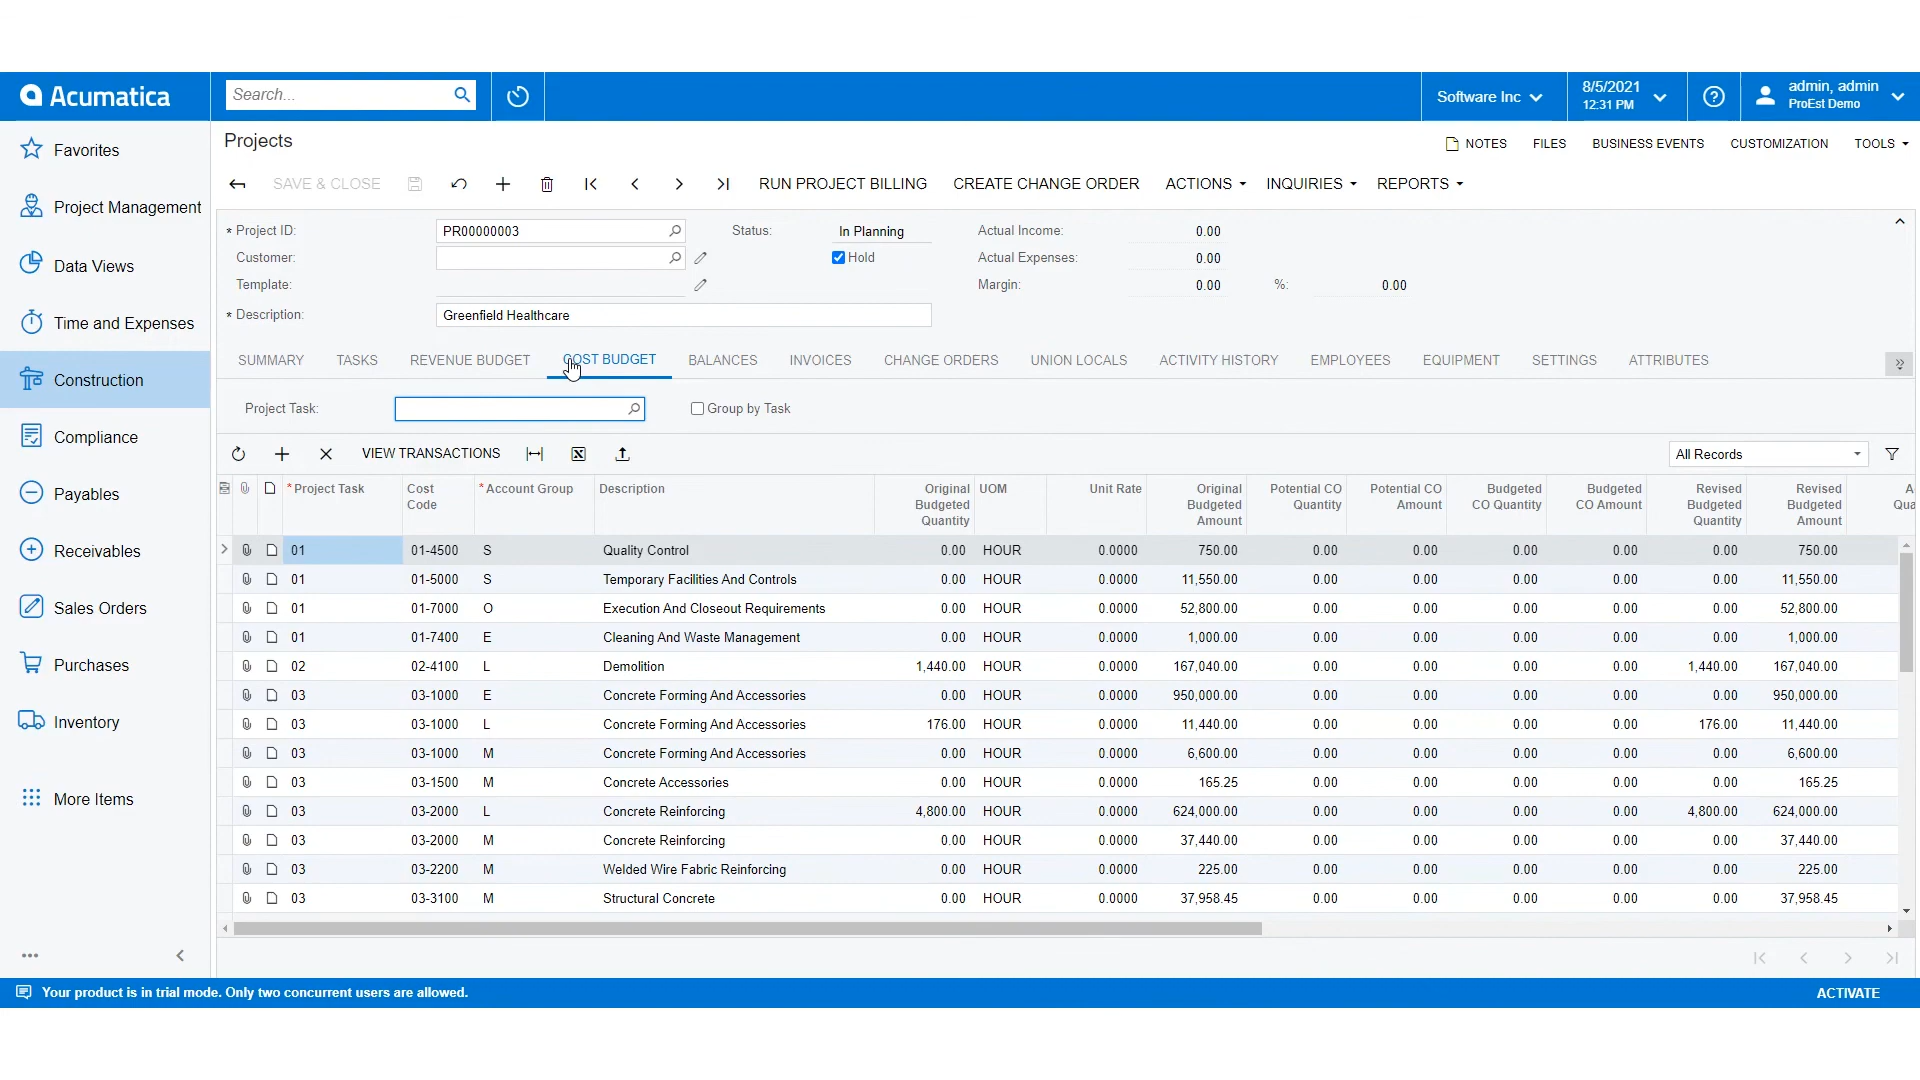 Acumatica
Search...
Software Inc
8/5/2021
12:31 PM
admin, admin
ProEst Demo
Favorites
Project Management
Data Views
Time and Expenses
Construction
Compliance
Payables
Receivables
Sales Orders
Purchases
Inventory
More Items
Projects
NOTES FILES BUSINESS EVENTS CUSTOMIZATION TOOLS
SAVE & CLOSE RUN PROJECT BILLING CREATE CHANGE ORDER ACTIONS INQUIRIES REPORTS
* Project ID: PR00000003 Status: In Planning Actual Income: 0.00
Customer: Hold Actual Expenses: 0.00
Template: Margin: 0.00 %: 0.00
* Description: Greenfield Healthcare
SUMMARY TASKS REVENUE BUDGET COST BUDGET BALANCES INVOICES CHANGE ORDERS UNION LOCALS ACTIVITY HISTORY EMPLOYEES EQUIPMENT SETTINGS ATTRIBUTES
Project Task: Group by Task
VIEW TRANSACTIONS All Records
* Project Task Cost Code * Account Group Description Original Budgeted Quantity UOM Unit Rate Original Budgeted Amount Potential CO Quantity Potential CO Amount Budgeted CO Quantity Budgeted CO Amount Revised Budgeted Quantity Revised Budgeted Amount A Qua
01 01-4500 S Quality Control 0.00 HOUR 0.0000 750.00 0.00 0.00 0.00 0.00 0.00 750.00
01 01-5000 S Temporary Facilities And Controls 0.00 HOUR 0.0000 11,550.00 0.00 0.00 0.00 0.00 0.00 11,550.00
01 01-7000 O Execution And Closeout Requirements 0.00 HOUR 0.0000 52,800.00 0.00 0.00 0.00 0.00 0.00 52,800.00
01 01-7400 E Cleaning And Waste Management 0.00 HOUR 0.0000 1,000.00 0.00 0.00 0.00 0.00 0.00 1,000.00
02 02-4100 L Demolition 1,440.00 HOUR 0.0000 167,040.00 0.00 0.00 0.00 0.00 1,440.00 167,040.00
03 03-1000 E Concrete Forming And Accessories 0.00 HOUR 0.0000 950,000.00 0.00 0.00 0.00 0.00 0.00 950,000.00
03 03-1000 L Concrete Forming And Accessories 176.00 HOUR 0.0000 11,440.00 0.00 0.00 0.00 0.00 176.00 11,440.00
03 03-1000 M Concrete Forming And Accessories 0.00 HOUR 0.0000 6,600.00 0.00 0.00 0.00 0.00 0.00 6,600.00
03 03-1500 M Concrete Accessories 0.00 HOUR 0.0000 165.25 0.00 0.00 0.00 0.00 0.00 165.25
03 03-2000 L Concrete Reinforcing 4,800.00 HOUR 0.0000 624,000.00 0.00 0.00 0.00 0.00 4,800.00 624,000.00
03 03-2000 M Concrete Reinforcing 0.00 HOUR 0.0000 37,440.00 0.00 0.00 0.00 0.00 0.00 37,440.00
03 03-2200 M Welded Wire Fabric Reinforcing 0.00 HOUR 0.0000 225.00 0.00 0.00 0.00 0.00 0.00 225.00
03 03-3100 M Structural Concrete 0.00 HOUR 0.0000 37,958.45 0.00 0.00 0.00 0.00 0.00 37,958.45
Your product is in trial mode. Only two concurrent users are allowed. ACTIVATE